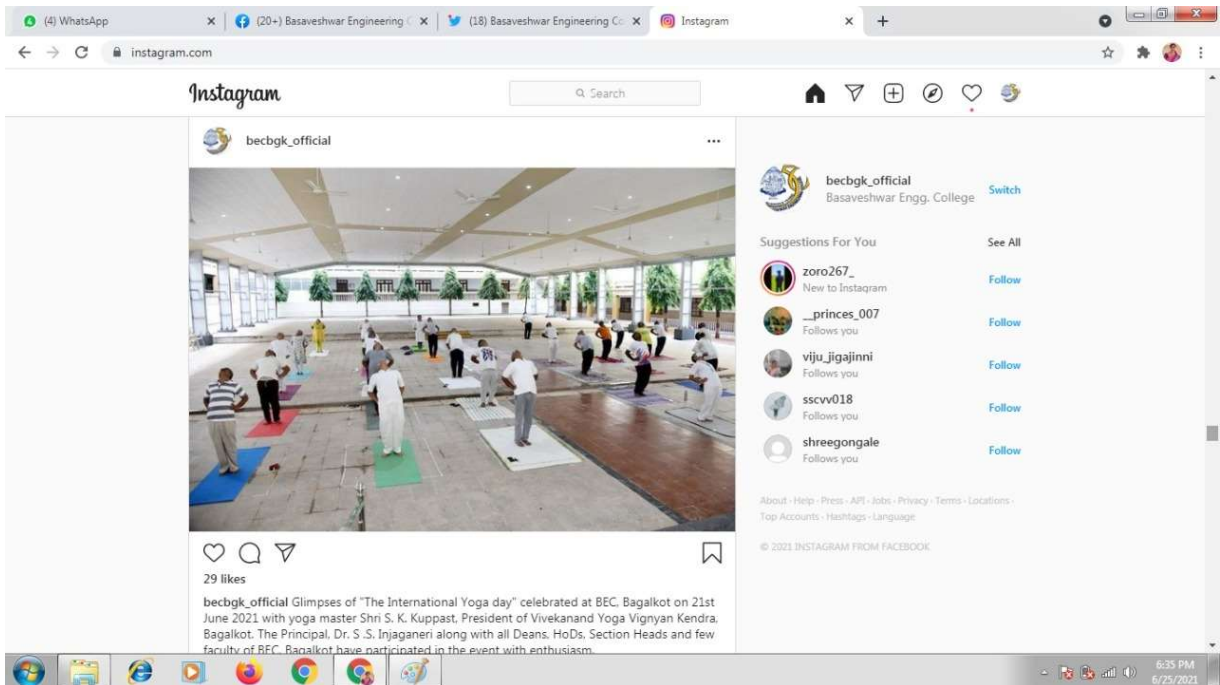 (4) WhatsApp
(20+) Basaveshwar Engineering C
(18) Basaveshwar Engineering Co
Instagram
instagram.com
Instagram
Search
becbgk_official
becbgk_official
Basaveshwar Engg. College
Switch
Suggestions For You
See All
zoro267_
New to Instagram
Follow
__princes_007
Follows you
Follow
viju_jigajinni
Follows you
Follow
sscvv018
Follows you
Follow
shreegongale
Follows you
Follow
About · Help · Press · API · Jobs · Privacy · Terms · Locations ·
Top Accounts · Hashtags · Language
© 2021 INSTAGRAM FROM FACEBOOK
29 likes
becbgk_official Glimpses of "The International Yoga day" celebrated at BEC, Bagalkot on 21st
June 2021 with yoga master Shri S. K. Kuppast, President of Vivekanand Yoga Vignyan Kendra,
Bagalkot. The Principal, Dr. S .S. Injaganeri along with all Deans, HoDs, Section Heads and few
faculty of BEC, Bagalkot have participated in the event with enthusiasm.
6:35 PM
6/25/2021